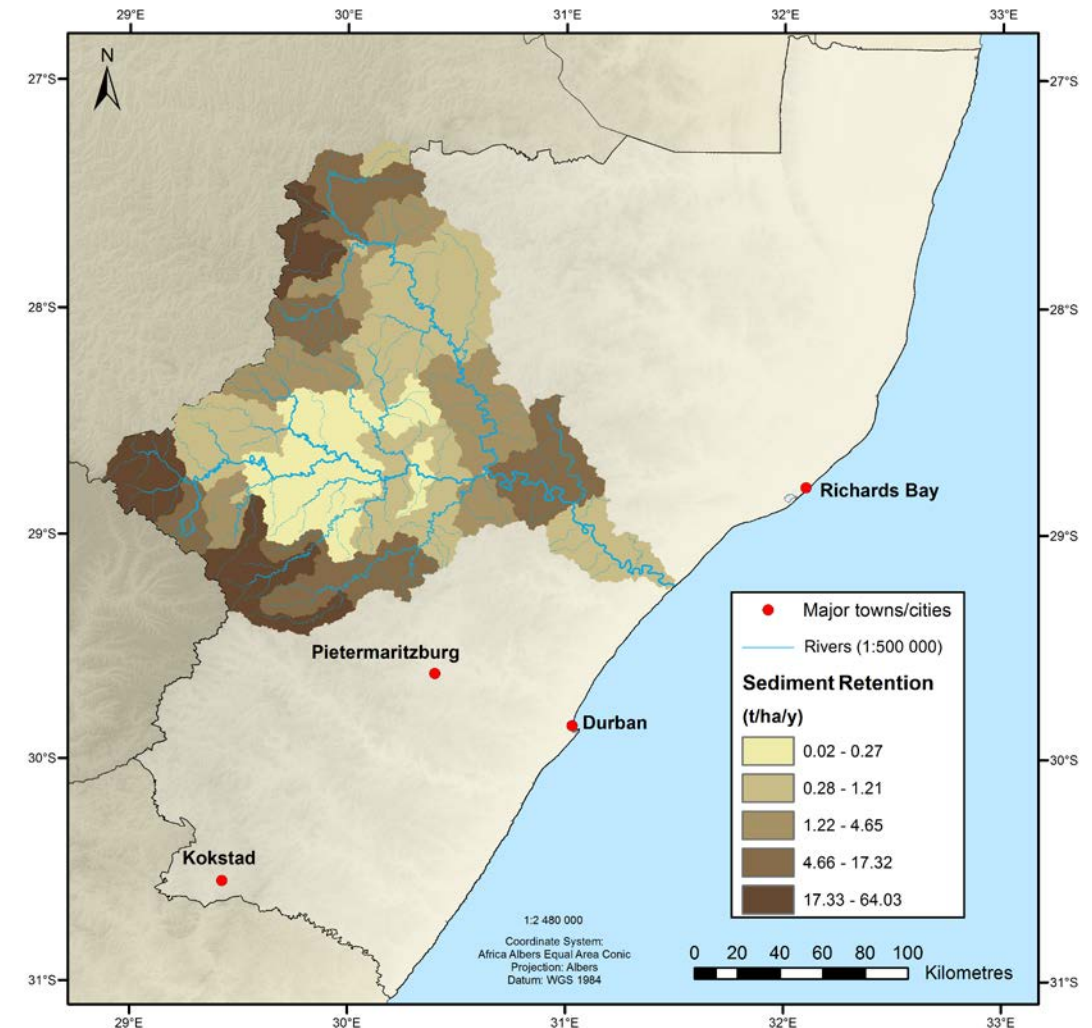 29°E 30°E 31°E 32°E 33°E
N
27°S 27°S
28°S 28°S
Richards Bay
29°S 29°S
Major towns/cities
Rivers (1:500 000)
Pietermaritzburg
Sediment Retention
(t/ha/y)
Durban
0.02 - 0.27
30°S 30°S
0.28 - 1.21
1.22 - 4.65
Kokstad
4.66 - 17.32
17.33 - 64.03
1:2 480 000
Coordinate System:
Africa Albers Equal Area Conic
Projection: Albers
Datum: WGS 1984
0 20 40 60 80 100
Kilometres
31°S 31°S
29°E 30°E 31°E 32°E 33°E